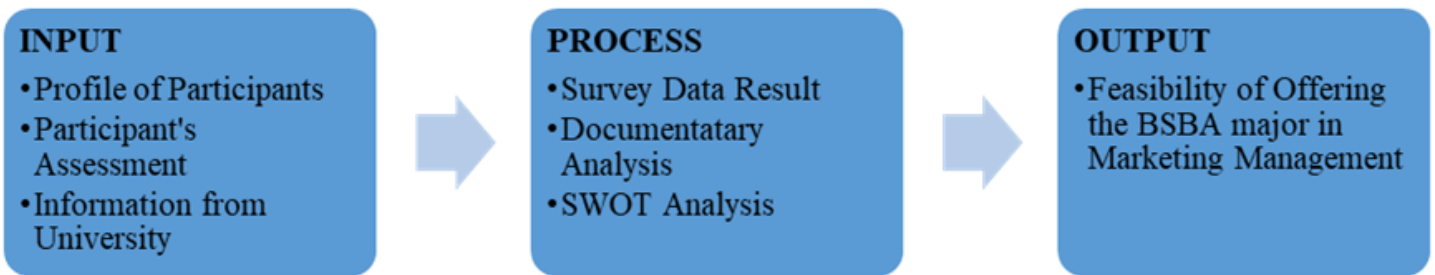 INPUT
•Profile of Participants
•Participant's
Assessment
•Information from
University
PROCESS
•Survey Data Result
•Documentatary
Analysis
•SWOT Analysis
OUTPUT
•Feasibility of Offering
the BSBA major in
Marketing Management